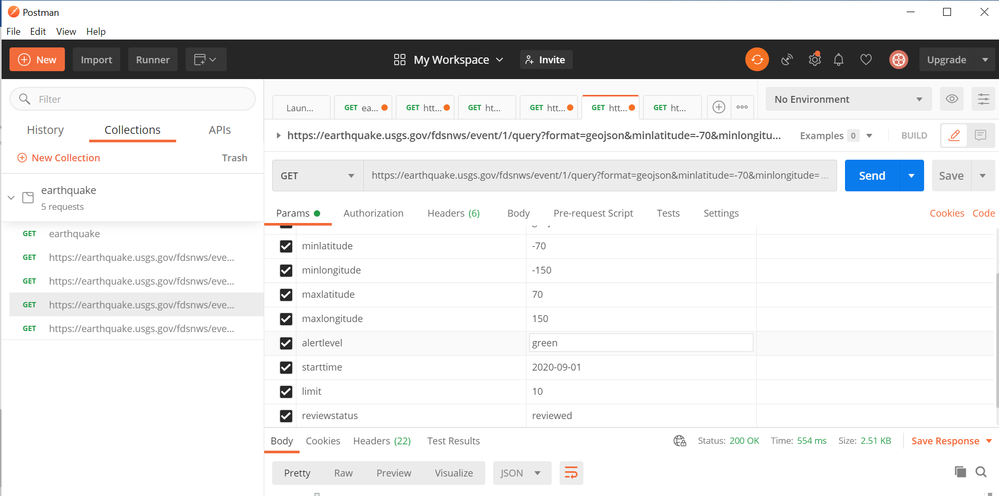 Postman
File Edit View Help
New Import Runner My Workspace Invite Upgrade
Filter
History Collections APIs
New Collection Trash
earthquake
5 requests
GET earthquake
GET https://earthquake.usgs.gov/fdsnws/eve...
GET https://earthquake.usgs.gov/fdsnws/eve...
GET https://earthquake.usgs.gov/fdsnws/eve...
GET https://earthquake.usgs.gov/fdsnws/eve...
Laun... GET ea... GET htt... GET ht... GET htt... GET htt... GET ht... No Environment
https://earthquake.usgs.gov/fdsnws/event/1/query?format=geojson&minlatitude=-70&minlongitu... Examples 0 BUILD
GET https://earthquake.usgs.gov/fdsnws/event/1/query?format=geojson&minlatitude=-70&minlongitude= ... Send Save
Params Authorization Headers (6) Body Pre-request Script Tests Settings Cookies Code
minlatitude -70
minlongitude -150
maxlatitude 70
maxlongitude 150
alertlevel green
starttime 2020-09-01
limit 10
reviewstatus reviewed
Body Cookies Headers (22) Test Results Status: 200 OK Time: 554 ms Size: 2.51 KB Save Response
Pretty Raw Preview Visualize JSON